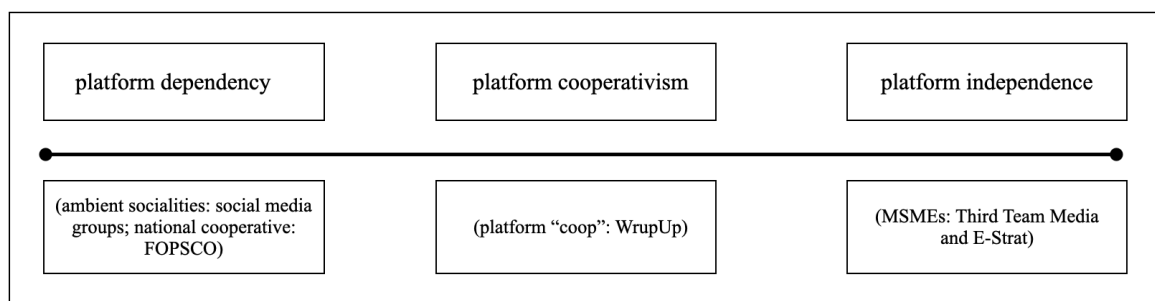 platform dependency
platform cooperativism
platform independence
(ambient socialities: social media
groups; national cooperative:
FOPSCO)
(platform “coop”: WrupUp)
(MSMEs: Third Team Media
and E-Strat)